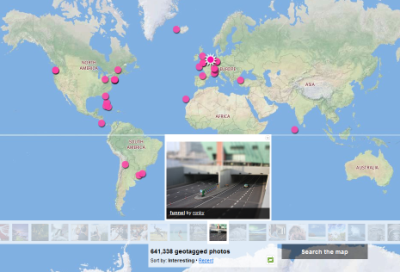 NORTH
AMERICA
EUROPE
ASIA
AFRICA
SOUTH
AMERICA
AUSTRALIA
Tunnel by
641,338 geotagged photos
Sort by: Interesting • Recent
Search the map